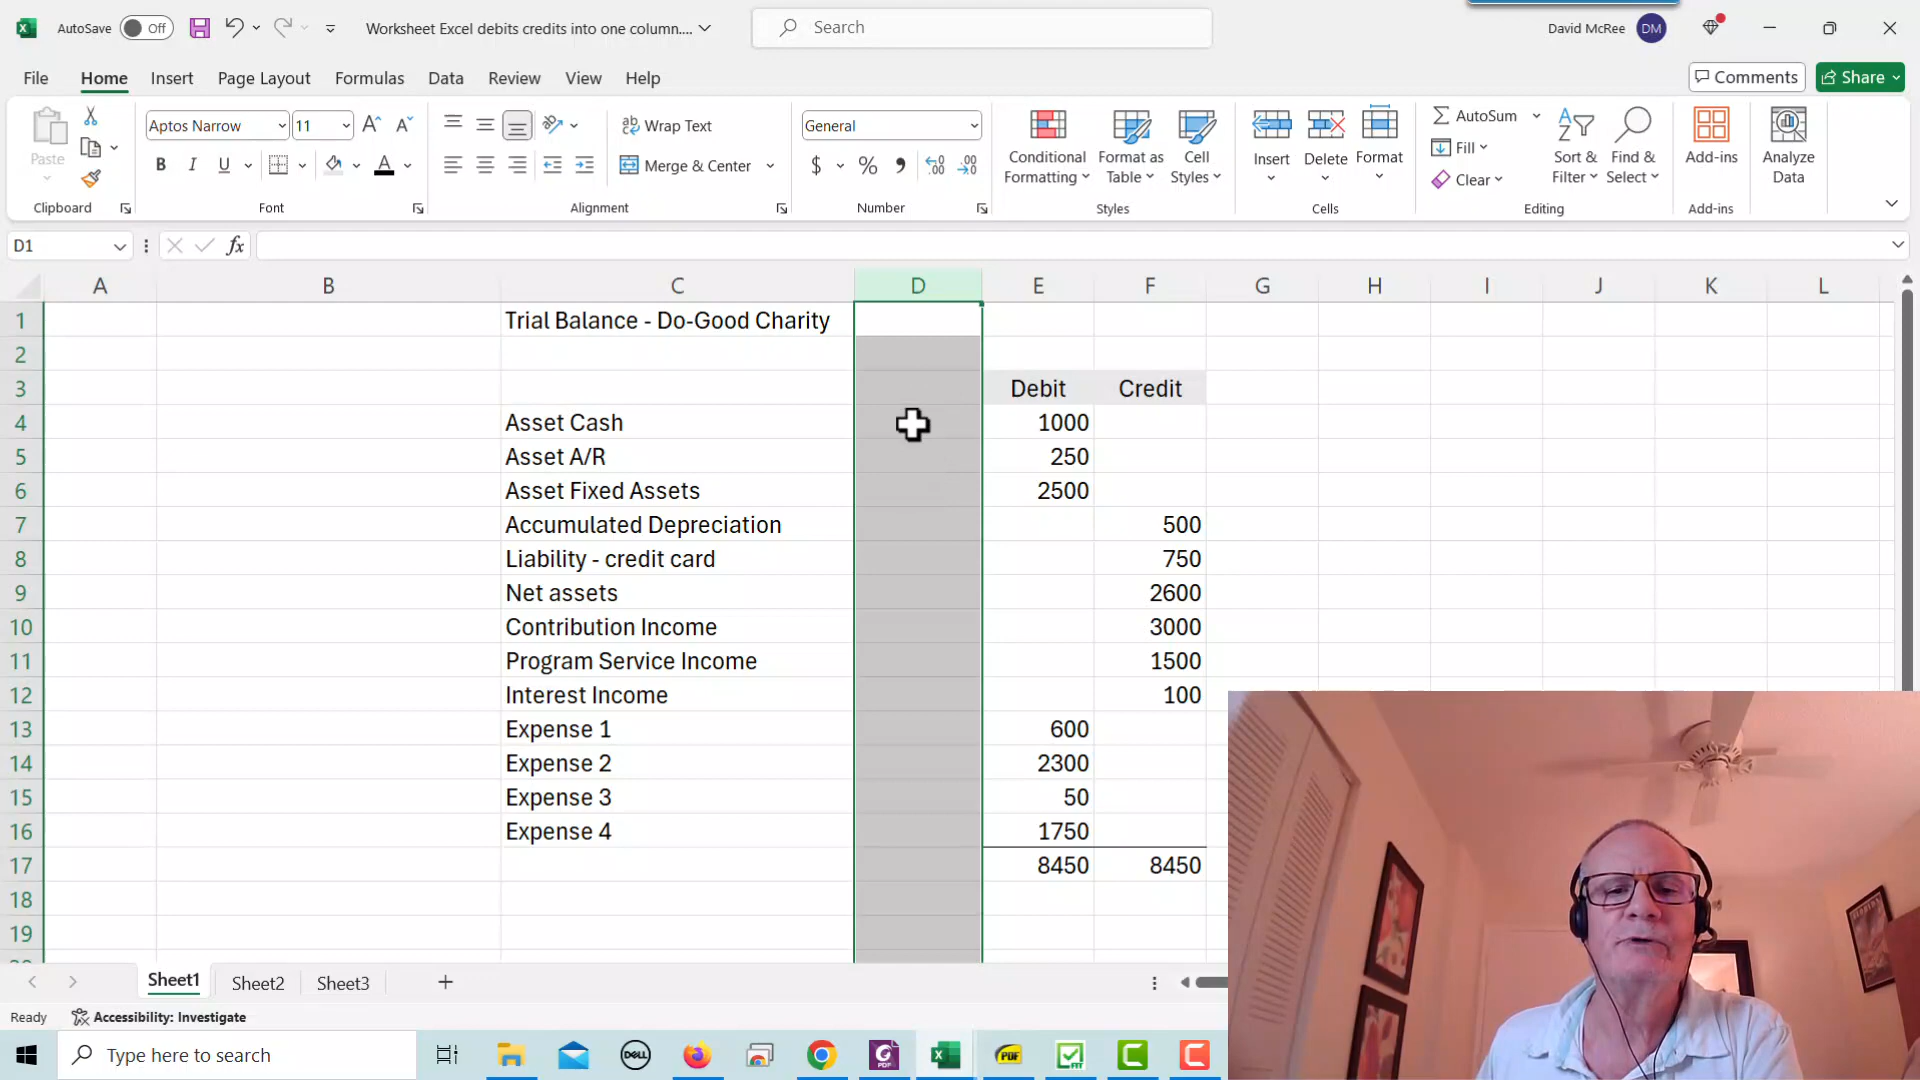 AutoSave Off Worksheet Excel debits credits into one column.... Search David McRee DM
File Home Insert Page Layout Formulas Data Review View Help Comments Share
Paste Aptos Narrow 11 Wrap Text General Conditional Formatting Format as Table Cell Styles Insert Delete Format AutoSum Sort & Filter Find & Select Add-ins Analyze Data
B I U A Merge & Center $ % Fill
Clear
Clipboard Font Alignment Number Styles Cells Editing Add-ins
D1 fx
A B C D E F G H I J K L
1 Trial Balance - Do-Good Charity
2
3 Debit Credit
4 Asset Cash 1000
5 Asset A/R 250
6 Asset Fixed Assets 2500
7 Accumulated Depreciation 500
8 Liability - credit card 750
9 Net assets 2600
10 Contribution Income 3000
11 Program Service Income 1500
12 Interest Income 100
13 Expense 1 600
14 Expense 2 2300
15 Expense 3 50
16 Expense 4 1750
17 8450 8450
18
19
Sheet1 Sheet2 Sheet3
Ready Accessibility: Investigate
Type here to search DELL PDF